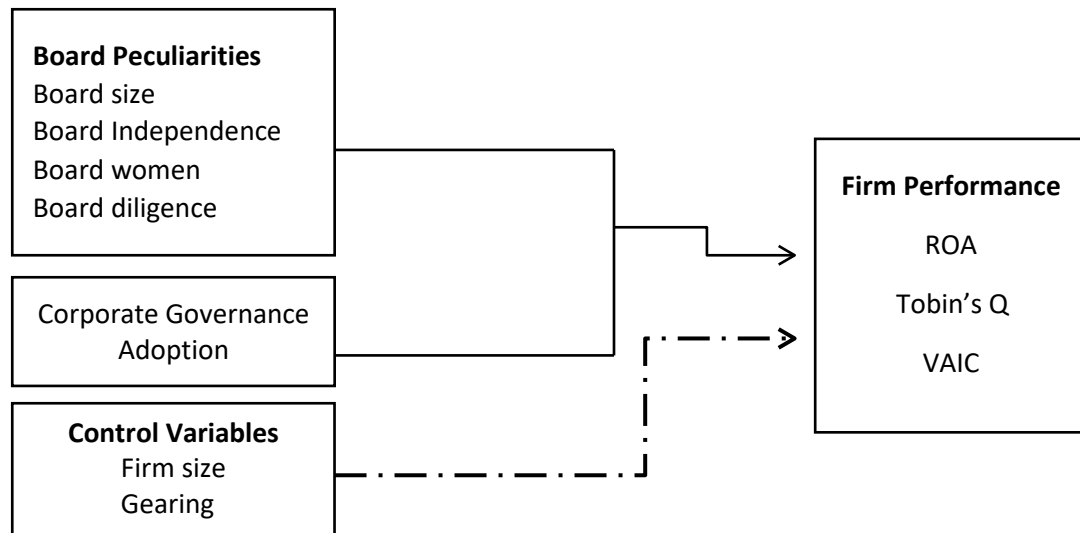 Board Peculiarities
Board size
Board Independence
Board women
Board diligence
Corporate Governance
Adoption
Control Variables
Firm size
Gearing
Firm Performance
ROA
Tobin’s Q
VAIC